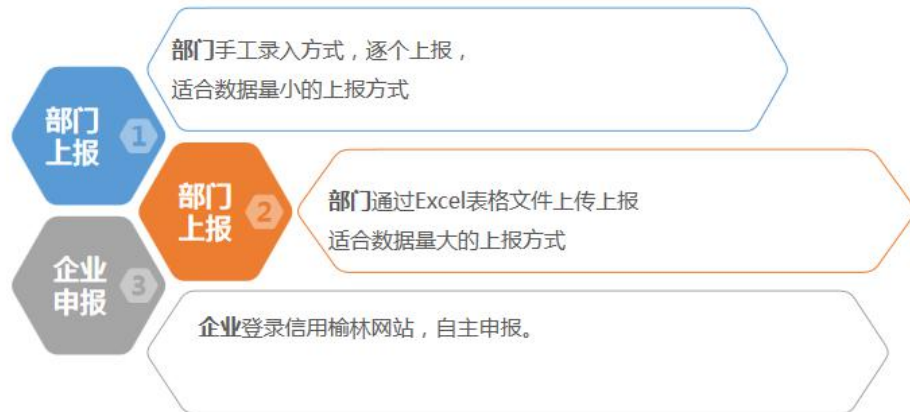 部门手工录入方式，逐个上报，
适合数据量小的上报方式
部门
上报
1
部门
上报
2
部门通过Excel表格文件上传上报
适合数据量大的上报方式
企业
申报
3
企业登录信用榆林网站，自主申报。